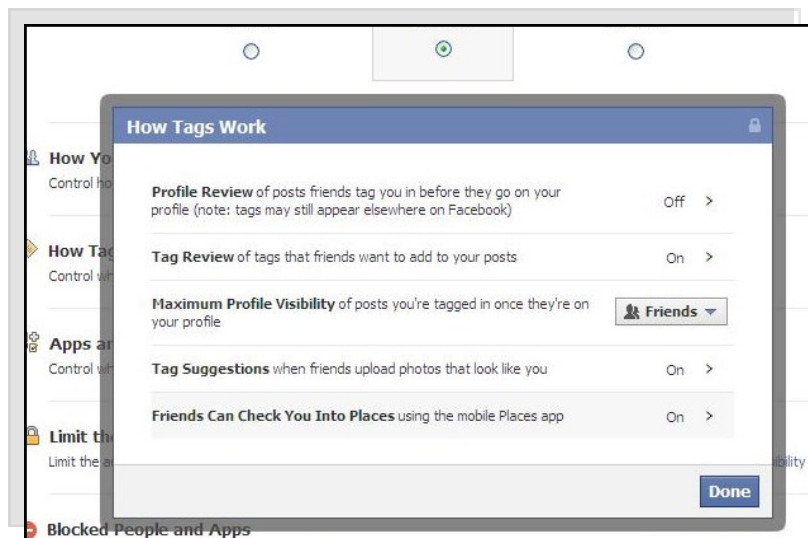 How Tags Work
How Yo
Control ho
Profile Review of posts friends tag you in before they go on your
profile (note: tags may still appear elsewhere on Facebook)
Off >
How Tag
Control wh
Tag Review of tags that friends want to add to your posts
On >
Maximum Profile Visibility of posts you're tagged in once they're on
your profile
Friends
Apps an
Control wh
Tag Suggestions when friends upload photos that look like you
On >
Friends Can Check You Into Places using the mobile Places app
On >
Limit th
Limit the a
ibility
Done
Blocked People and Apps